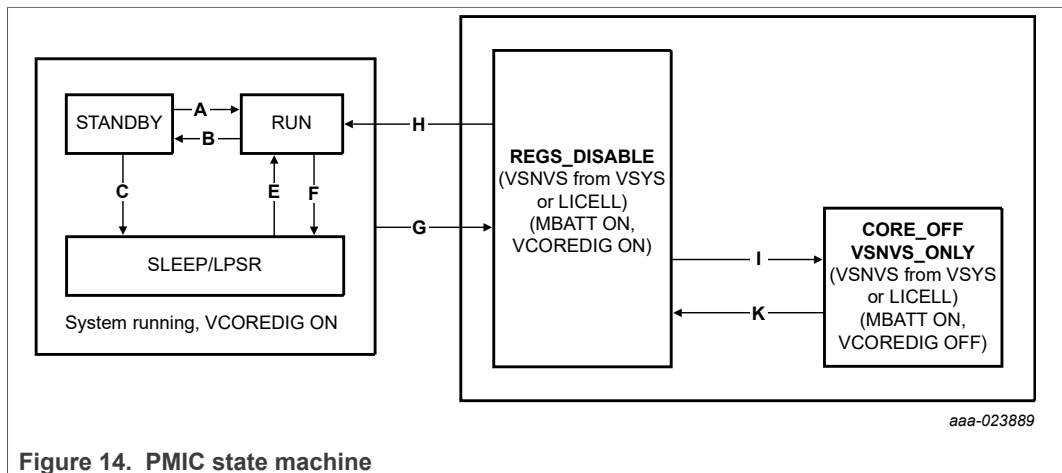 STANDBY
A
B
RUN
C
E
F
SLEEP/LPSR
System running, VCOREDIG ON
H
G
REGS_DISABLE
(VSNVS from VSYS
or LICELL)
(MBATT ON,
VCOREDIG ON)
I
K
CORE_OFF
VSNVS_ONLY
(VSNVS from VSYS
or LICELL)
(MBATT ON,
VCOREDIG OFF)
aaa-023889
Figure 14. PMIC state machine